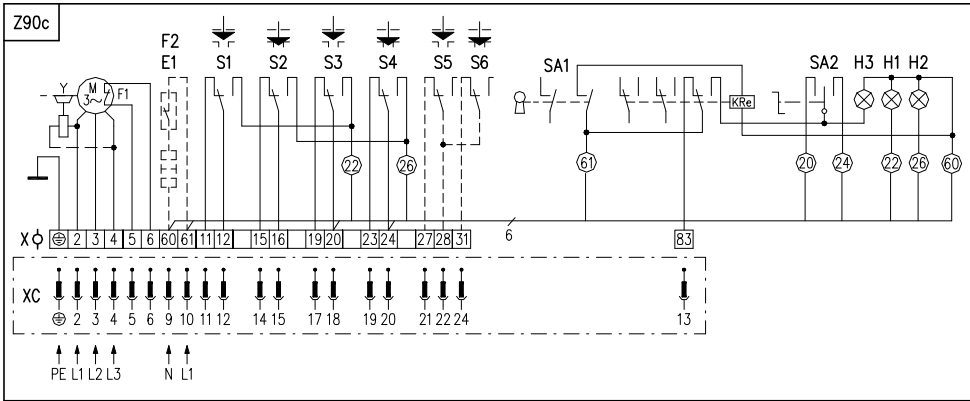 Z90c
F2
E1 S1 S2 S3 S4 S5 S6 SA1 SA2 H3 H1 H2
Y M 3~ F1
KRe
22 26 61 20 24 22 26 60
6
X 2 3 4 5 6 60 61 11 12 15 16 19 20 23 24 27 28 31 83
XC
2 3 4 5 6 9 10 11 12 14 15 17 18 19 20 21 22 24 13
PE L1 L2 L3 N L1